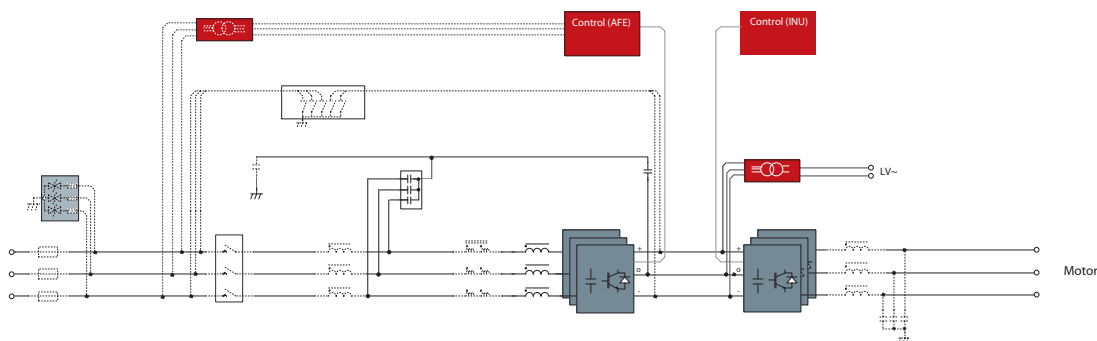 Control (AFE)
Control (INU)
LV~
+
o
-
+
o
-
Motor